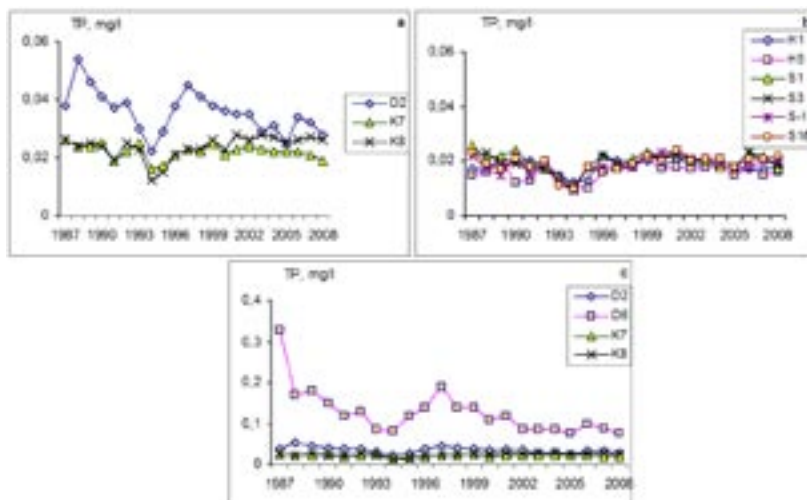 TP, mg/l a
0,06
0,04
0,02
0
1987 1990 1993 1996 1999 2002 2005 2008
D2
K7
K8
TP, mg/l
0,06
0,04
0,02
0
1987 1990 1993 1996 1999 2002 2005 2008
H1
H5
S1
S3
TP, mg/l c
0,4
0,3
0,2
0,1
0
1987 1990 1993 1996 1999 2002 2005 2008
D2
D6
K7
K8